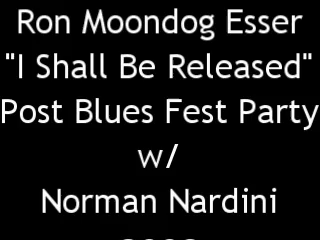 Ron Moondog Esser
"I Shall Be Released"
Post Blues Fest Party
w/
Norman Nardini